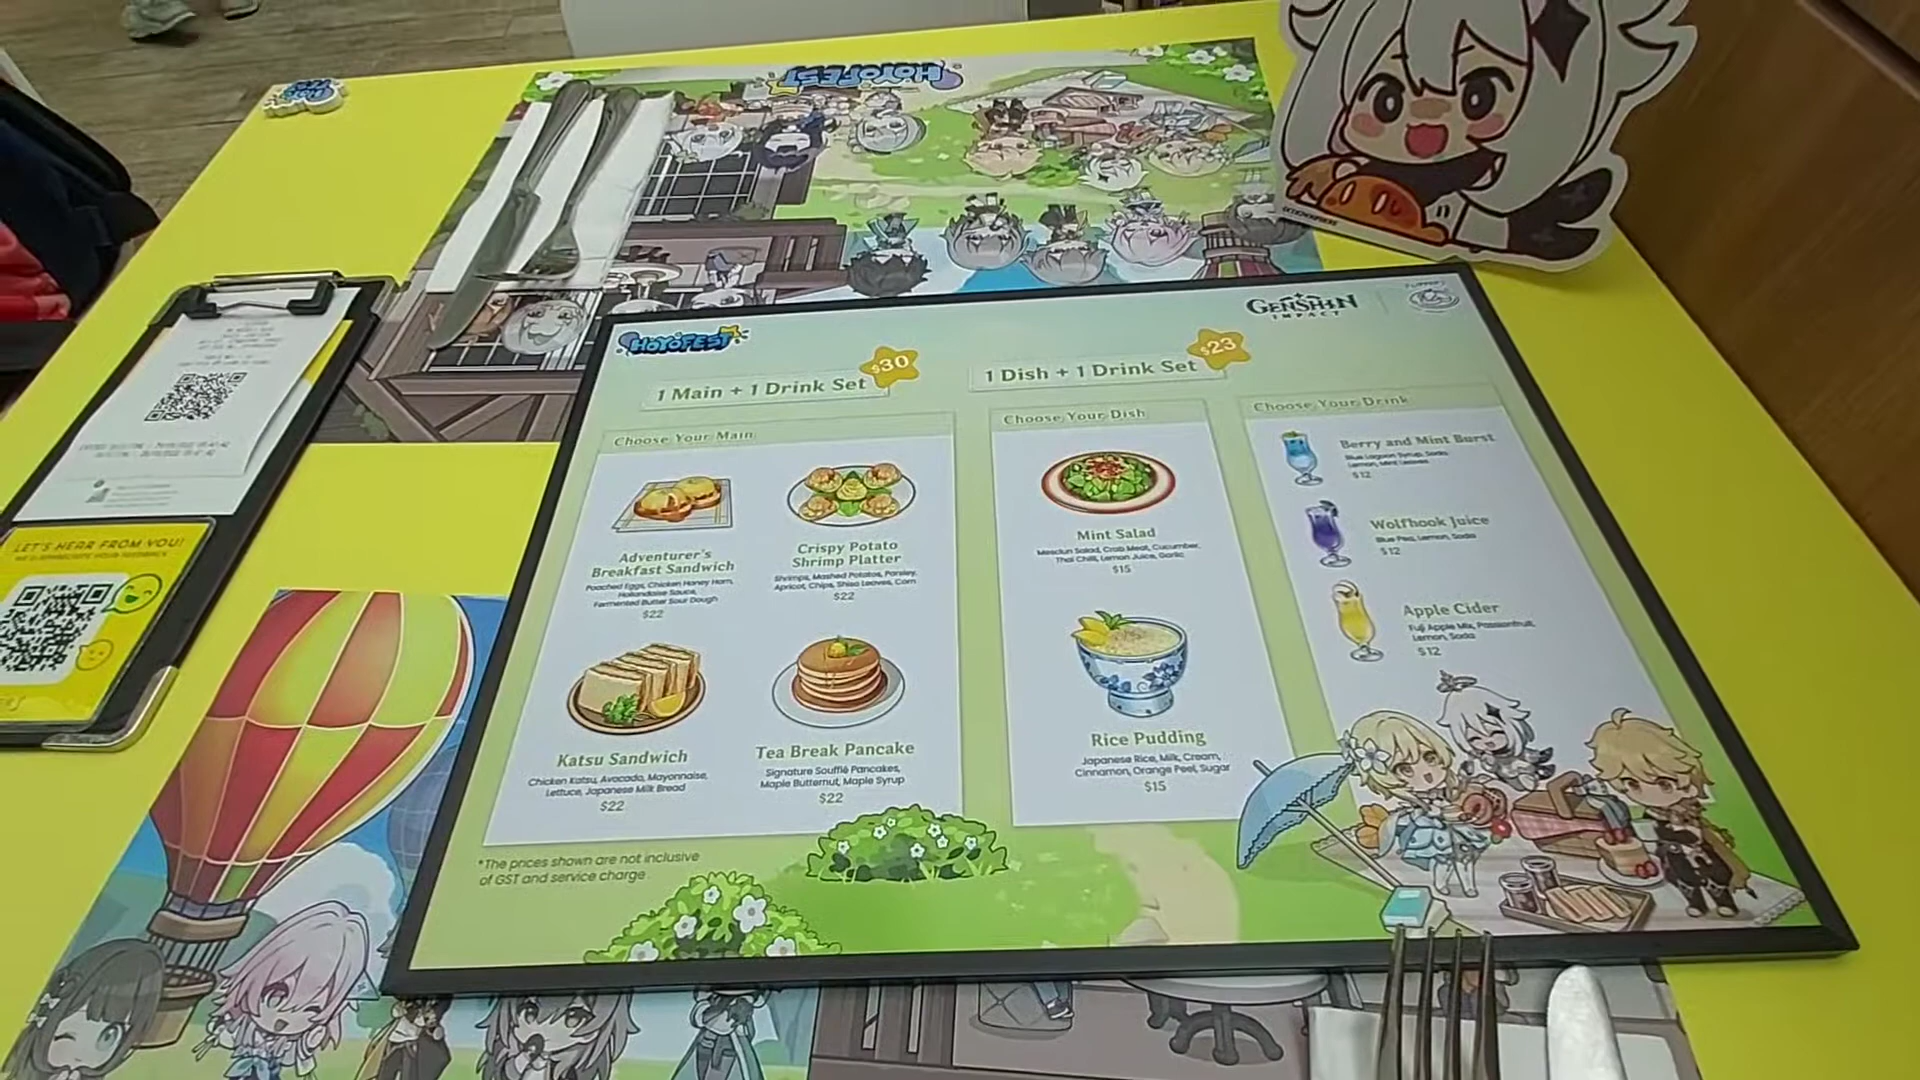 HOYOFEST
HOYOFEST
GENSHIN
IMPACT
1 Main + 1 Drink Set
$30
1 Dish + 1 Drink Set
$23
Choose Your Main
Adventurer's
Breakfast Sandwich
Poached Eggs, Chicken Honey Ham,
Hollandaise Sauce,
Fermented Butter Sour Dough
$22
Crispy Potato
Shrimp Platter
Shrimps, Mashed Potatos, Parsley,
Apricot, Chips, Shiso Leaves, Corn
$22
Katsu Sandwich
Chicken Katsu, Avocado, Mayonnaise,
Lettuce, Japanese Milk Bread
$22
Tea Break Pancake
Signature Soufflé Pancakes,
Maple Butternut, Maple Syrup
$22
Choose Your Dish
Mint Salad
Mesclun Salad, Crab Meat, Cucumber,
Thai Chilli, Lemon Juice, Garlic
$15
Rice Pudding
Japanese Rice, Milk, Cream,
Cinnamon, Orange Peel, Sugar
$15
Choose Your Drink
Berry and Mint Burst
Blue Lagoon Syrup, Soda
Lemon, Mint Leaves
$12
Wolfhook Juice
Blue Pea, Lemon, Soda
$12
Apple Cider
Fuji Apple Mix, Passionfruit,
Lemon, Soda
$12
*The prices shown are not inclusive
of GST and service charge
LET'S HEAR FROM YOU!
WE'D APPRECIATE YOUR FEEDBACK